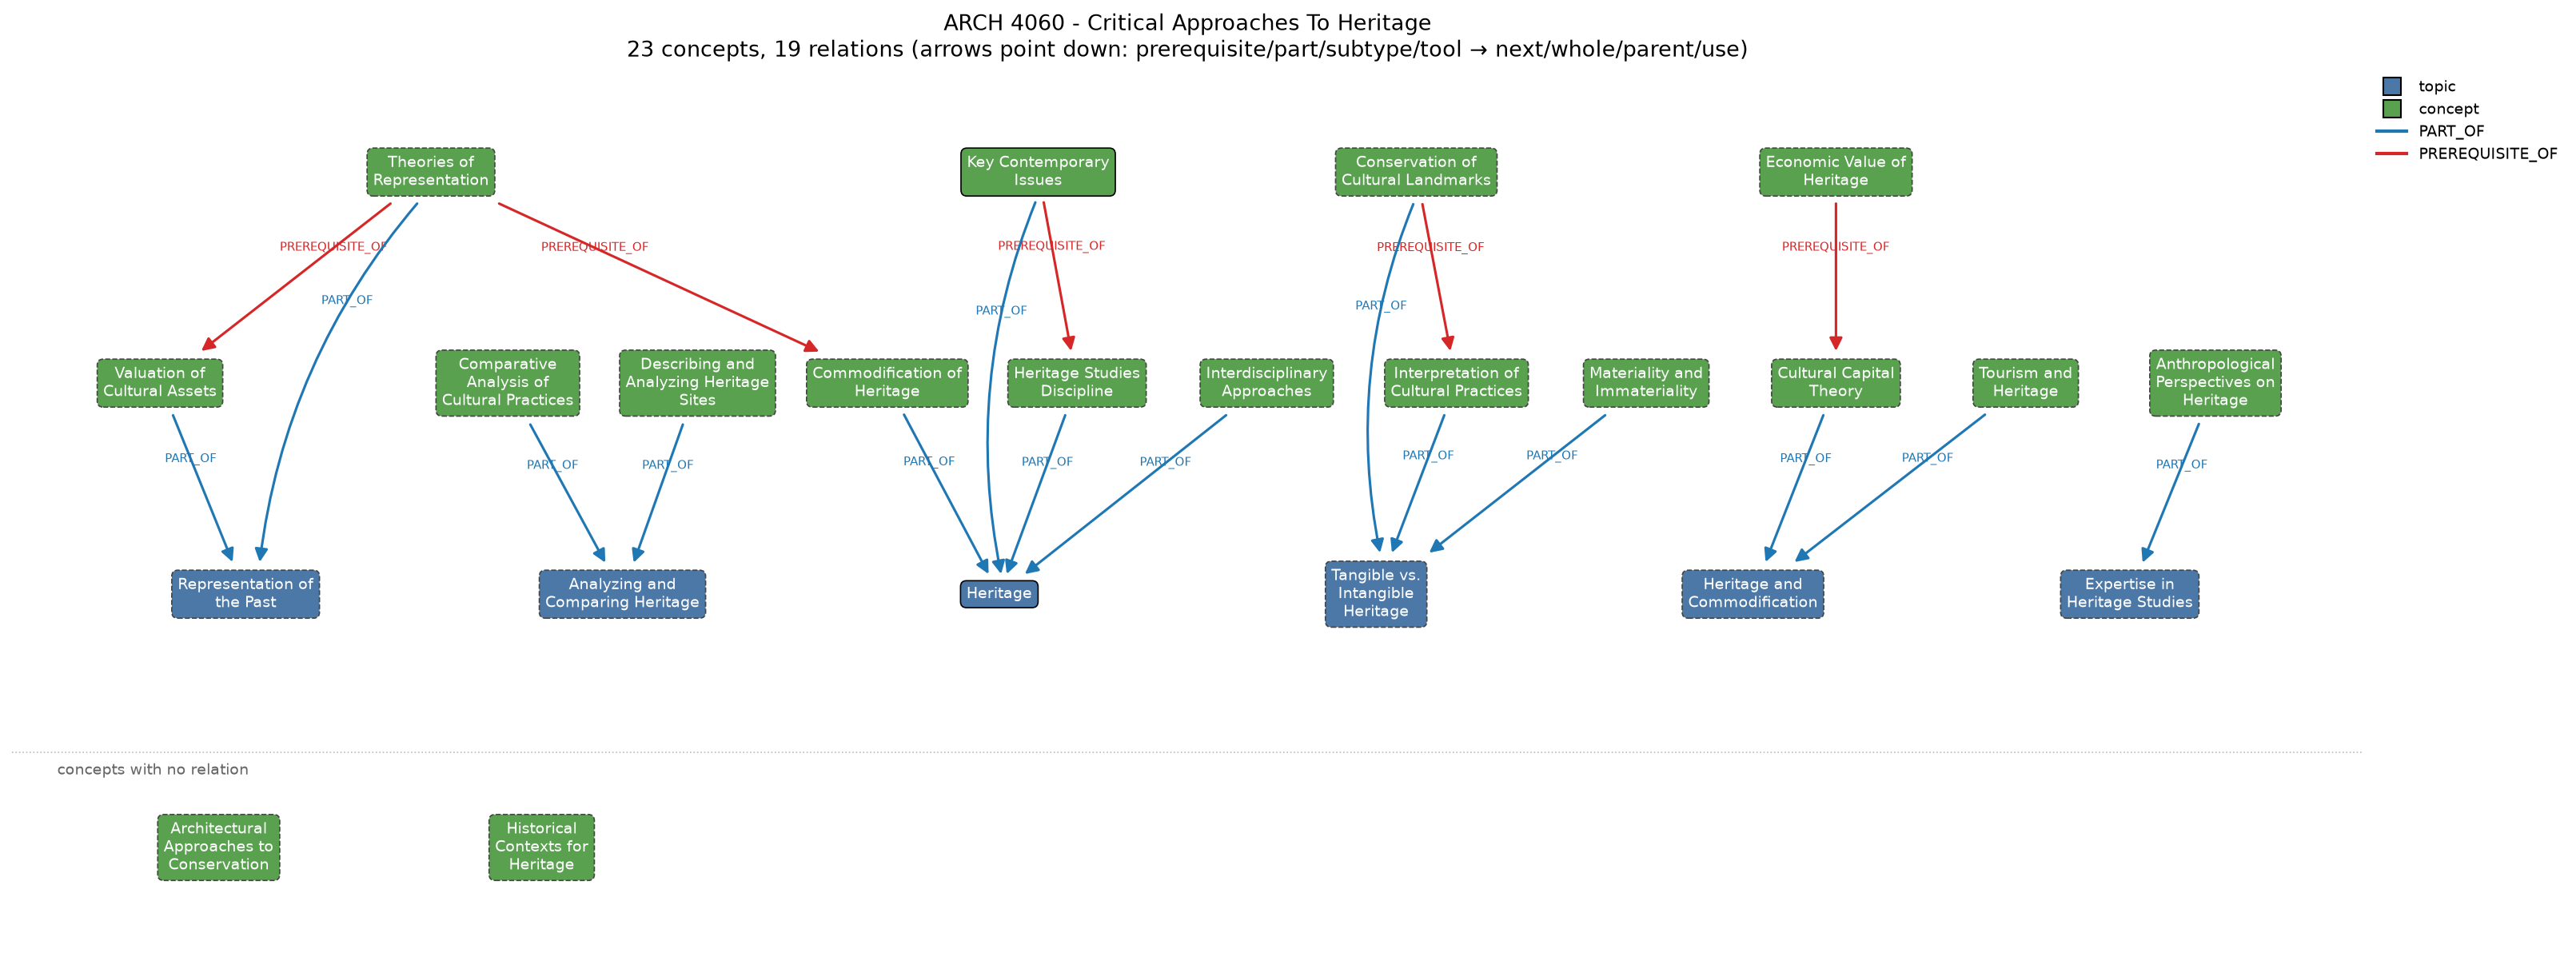 ARCH 4060 - Critical Approaches To Heritage
23 concepts, 19 relations (arrows point down: prerequisite/part/subtype/tool → next/whole/parent/use)
topic
concept
PART_OF
PREREQUISITE_OF
Theories of
Representation
Key Contemporary
Issues
Conservation of
Cultural Landmarks
Economic Value of
Heritage
PREREQUISITE_OF
PREREQUISITE_OF
PREREQUISITE_OF
PREREQUISITE_OF
PREREQUISITE_OF
PART_OF
PART_OF
PART_OF
Valuation of
Cultural Assets
Comparative
Analysis of
Cultural Practices
Describing and
Analyzing Heritage
Sites
Commodification of
Heritage
Heritage Studies
Discipline
Interdisciplinary
Approaches
Interpretation of
Cultural Practices
Materiality and
Immateriality
Cultural Capital
Theory
Tourism and
Heritage
Anthropological
Perspectives on
Heritage
PART_OF
PART_OF
PART_OF
PART_OF
PART_OF
PART_OF
PART_OF
PART_OF
PART_OF
PART_OF
PART_OF
Representation of
the Past
Analyzing and
Comparing Heritage
Heritage
Tangible vs.
Intangible
Heritage
Heritage and
Commodification
Expertise in
Heritage Studies
concepts with no relation
Architectural
Approaches to
Conservation
Historical
Contexts for
Heritage